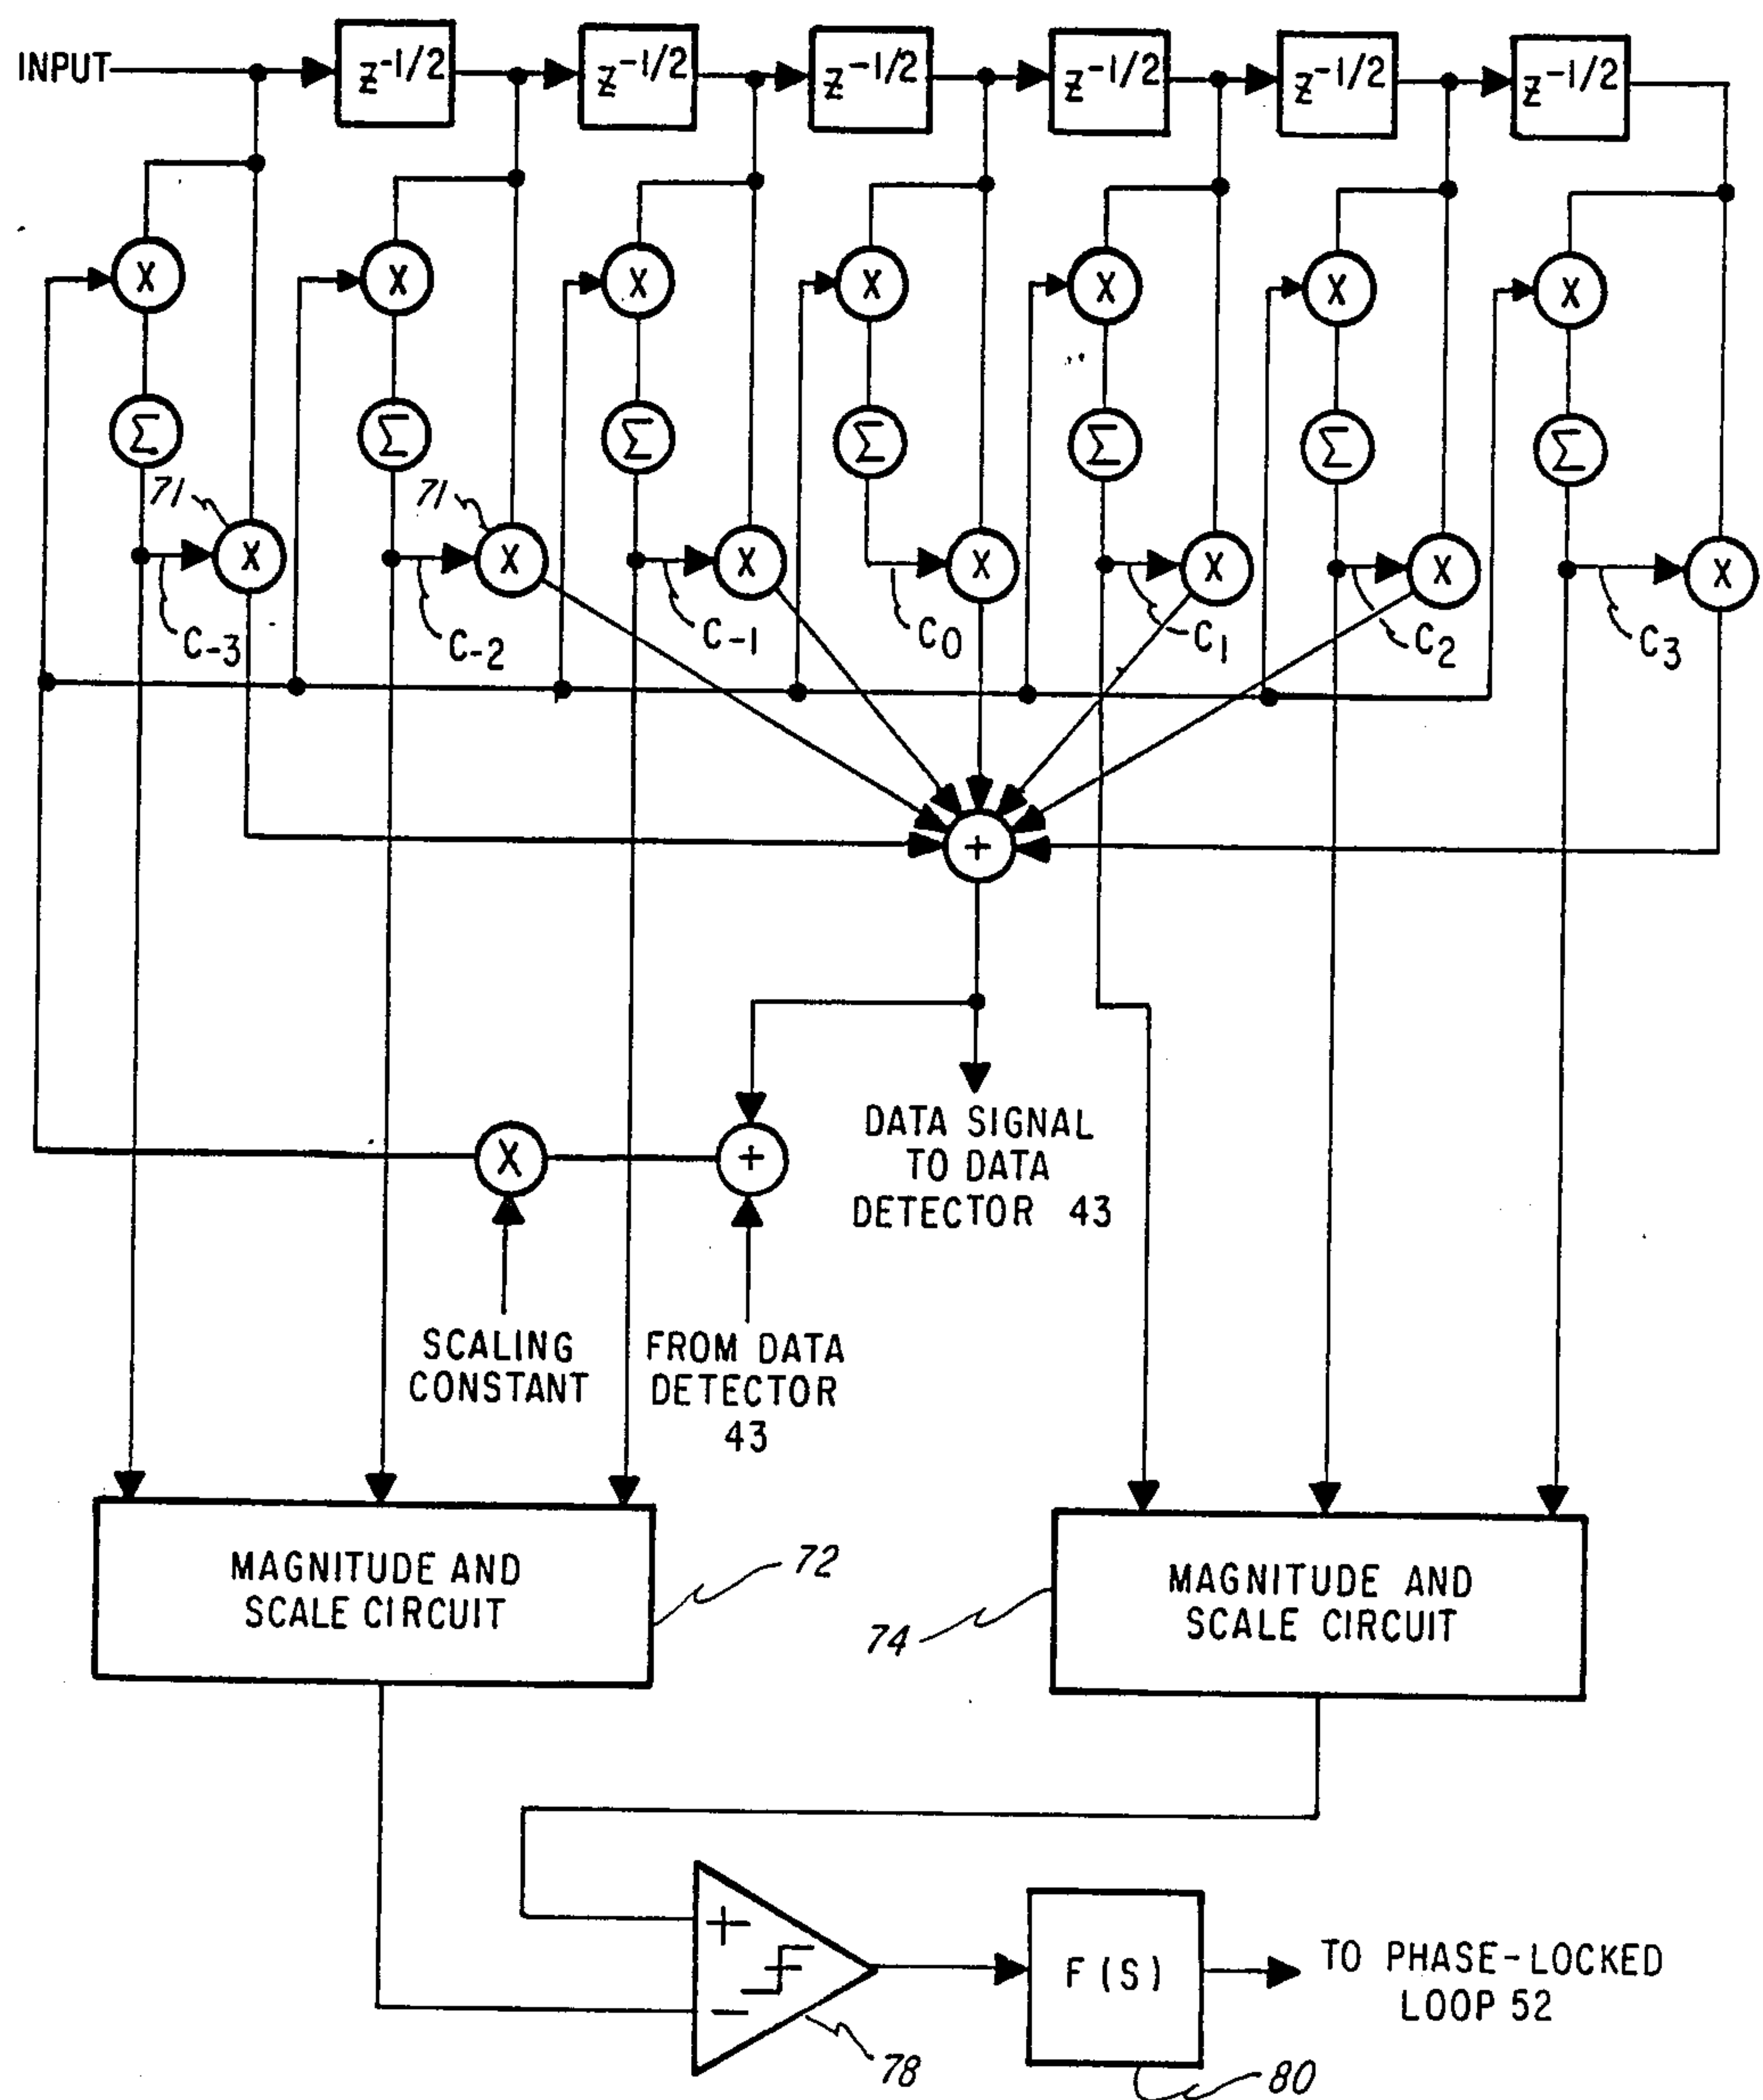 INPUT
z-1/2 z-1/2 z-1/2 z-1/2 z-1/2 z-1/2
X X X X X X X
Σ Σ Σ Σ Σ Σ Σ
71 71
X X X X X X X
C-3 C-2 C-1 C0 C1 C2 C3
+
DATA SIGNAL
TO DATA
DETECTOR 43
X +
SCALING
CONSTANT
FROM DATA
DETECTOR
43
MAGNITUDE AND
SCALE CIRCUIT
72
MAGNITUDE AND
SCALE CIRCUIT
74
+
−
78
F(S)
80
TO PHASE-LOCKED
LOOP 52